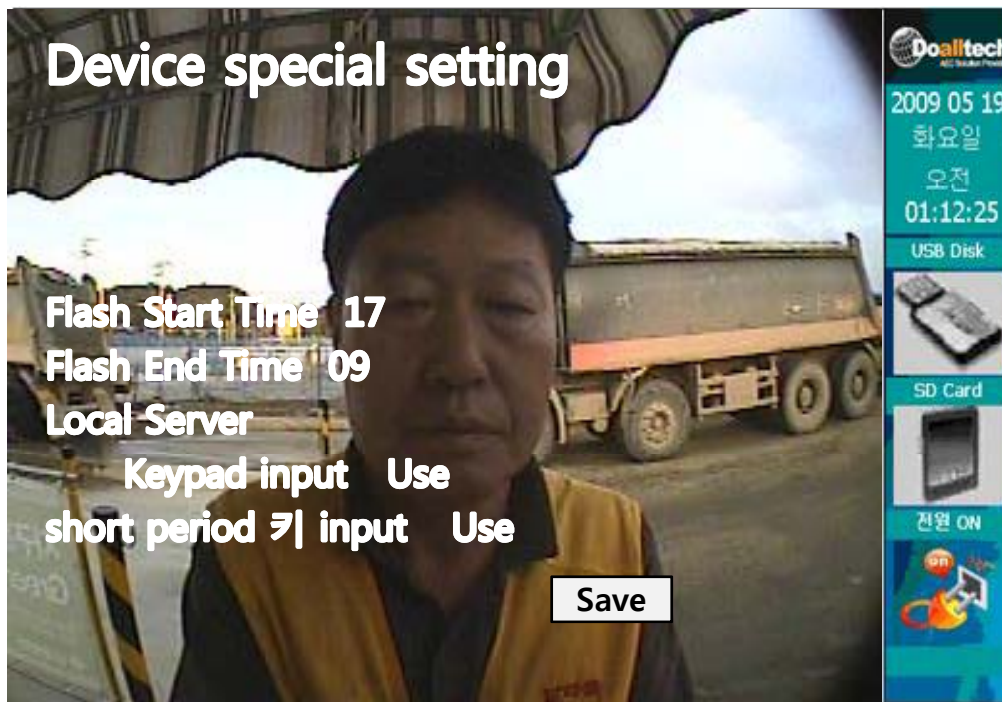 Device special setting
Flash Start Time 17
Flash End Time 09
Local Server
Keypad input Use
short period 키 input Use
Save
Doalltech
2009 05 19
화요일
오전
01:12:25
USB Disk
SD Card
전원 ON
on